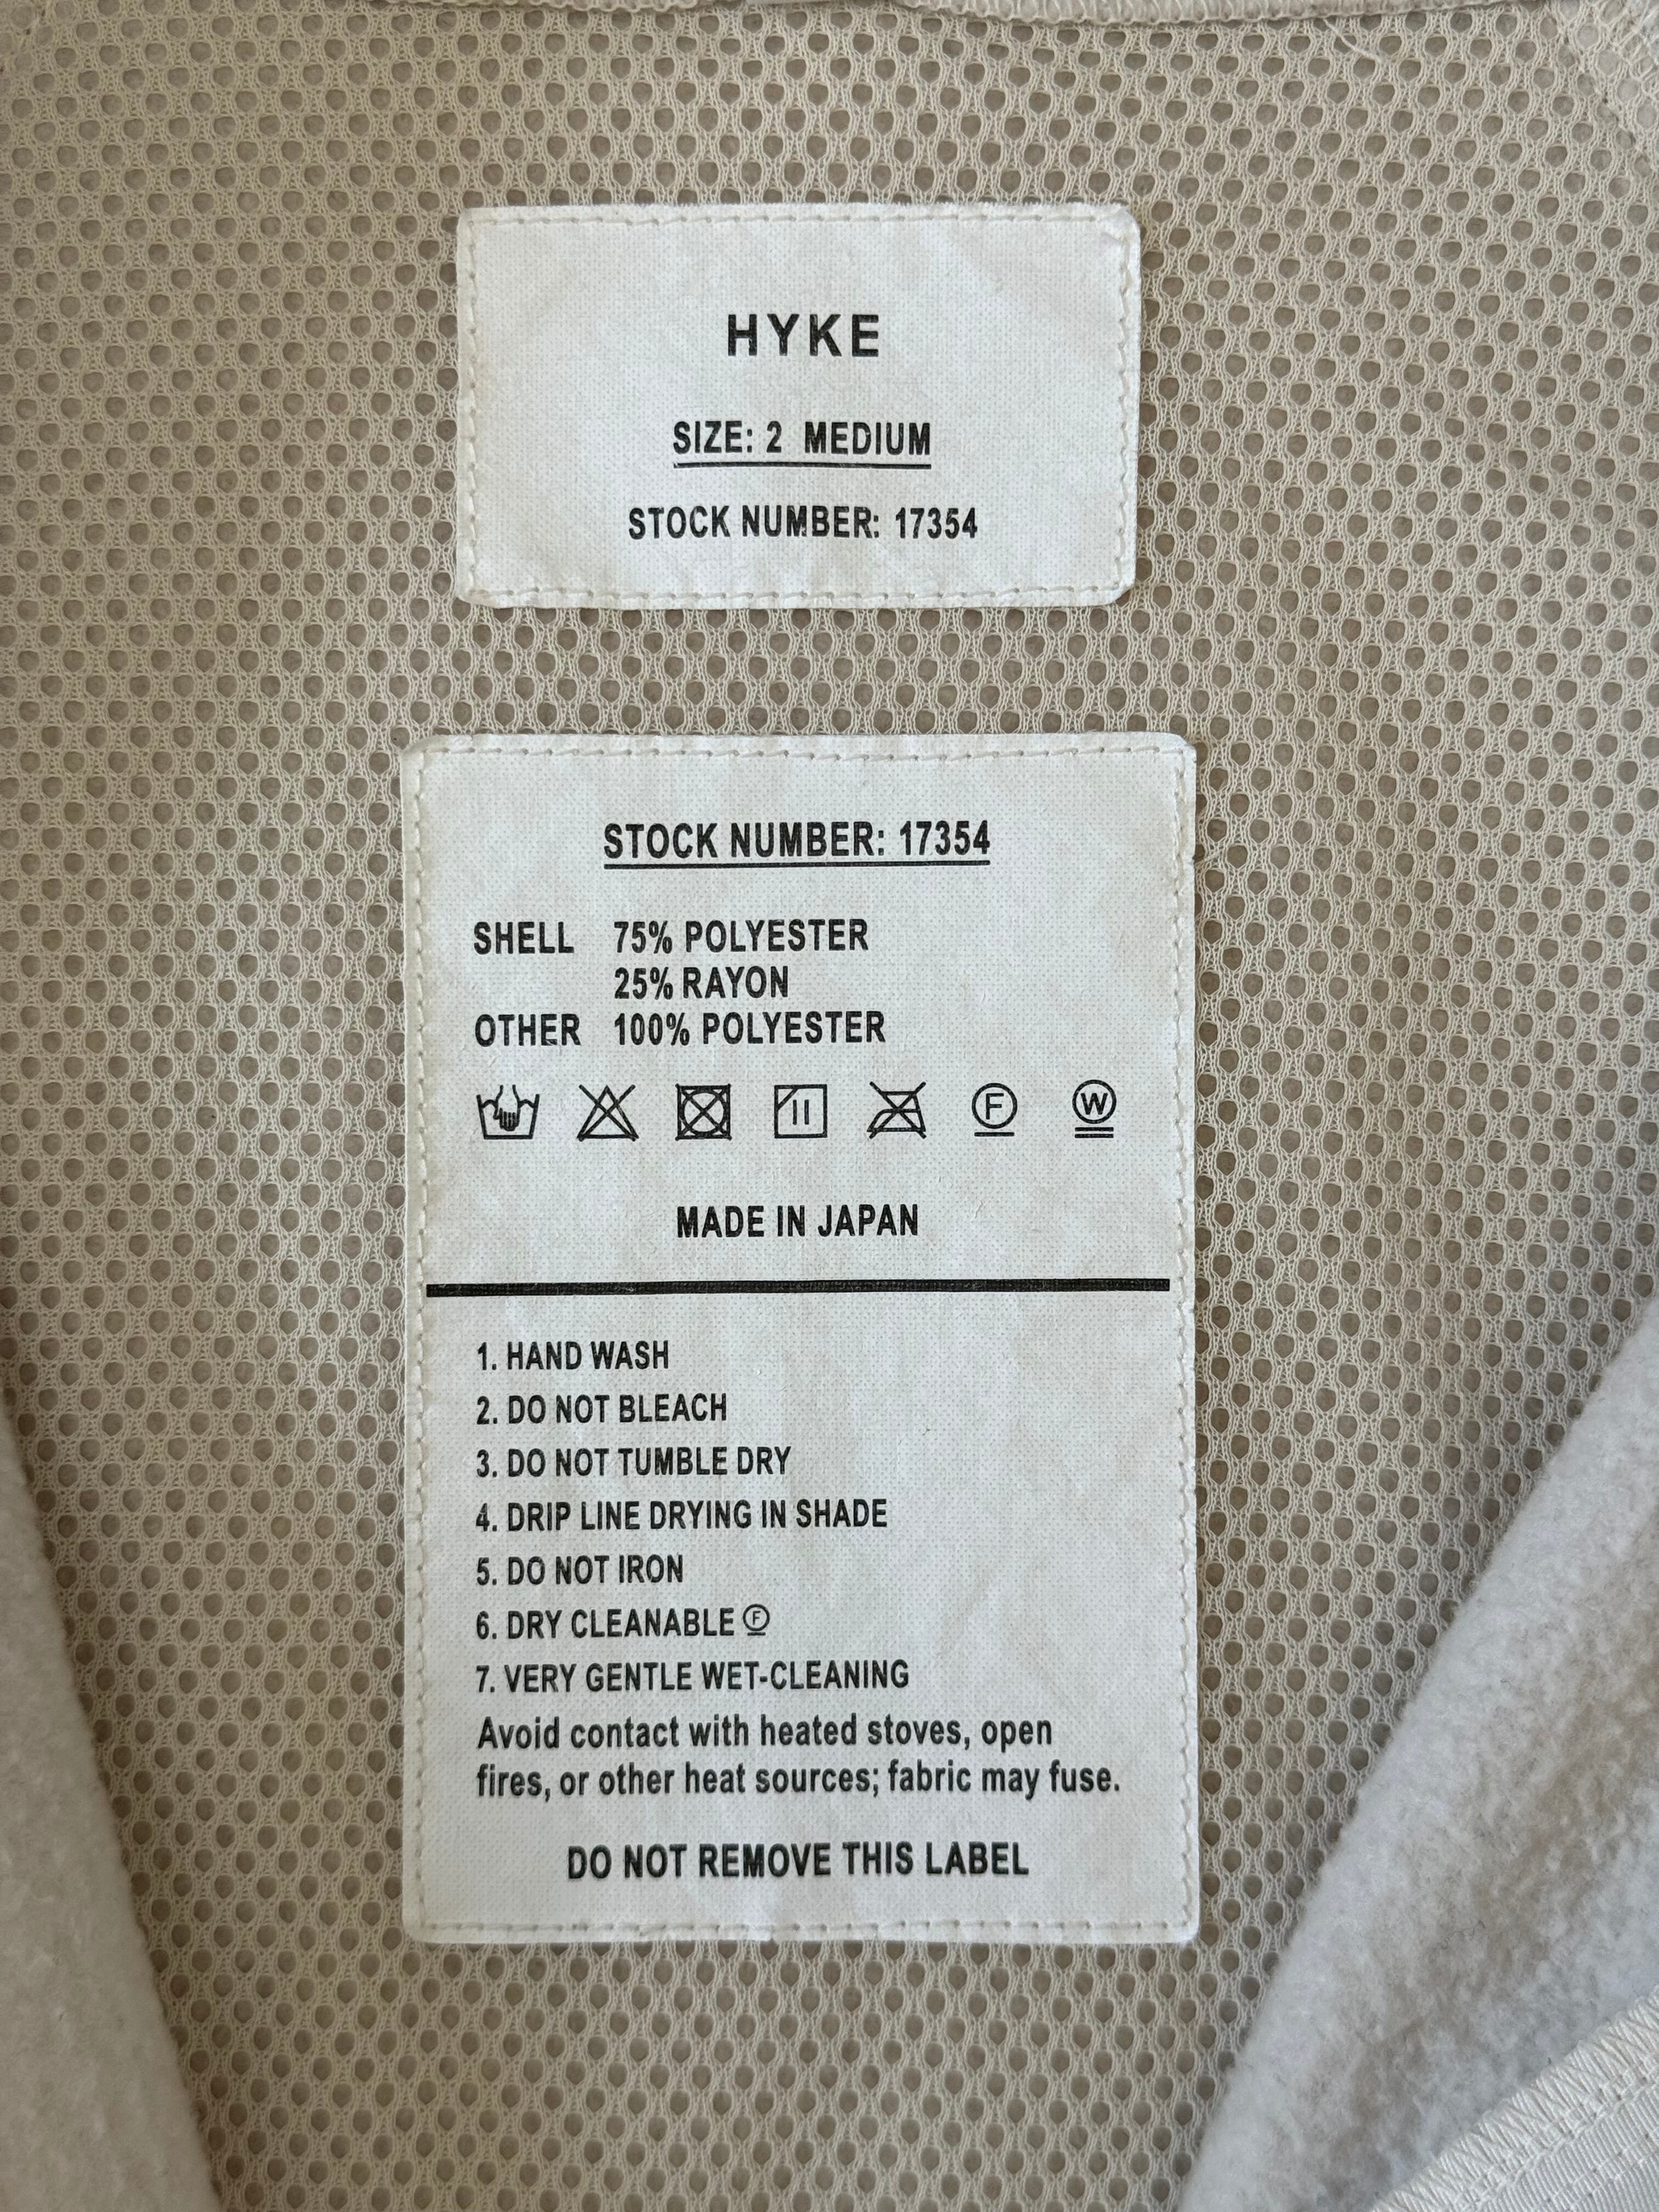 HYKE
SIZE: 2 MEDIUM
STOCK NUMBER: 17354
STOCK NUMBER: 17354
SHELL 75% POLYESTER
25% RAYON
OTHER 100% POLYESTER
F W
MADE IN JAPAN
1. HAND WASH
2. DO NOT BLEACH
3. DO NOT TUMBLE DRY
4. DRIP LINE DRYING IN SHADE
5. DO NOT IRON
6. DRY CLEANABLE Ⓕ
7. VERY GENTLE WET-CLEANING
Avoid contact with heated stoves, open
fires, or other heat sources; fabric may fuse.
DO NOT REMOVE THIS LABEL